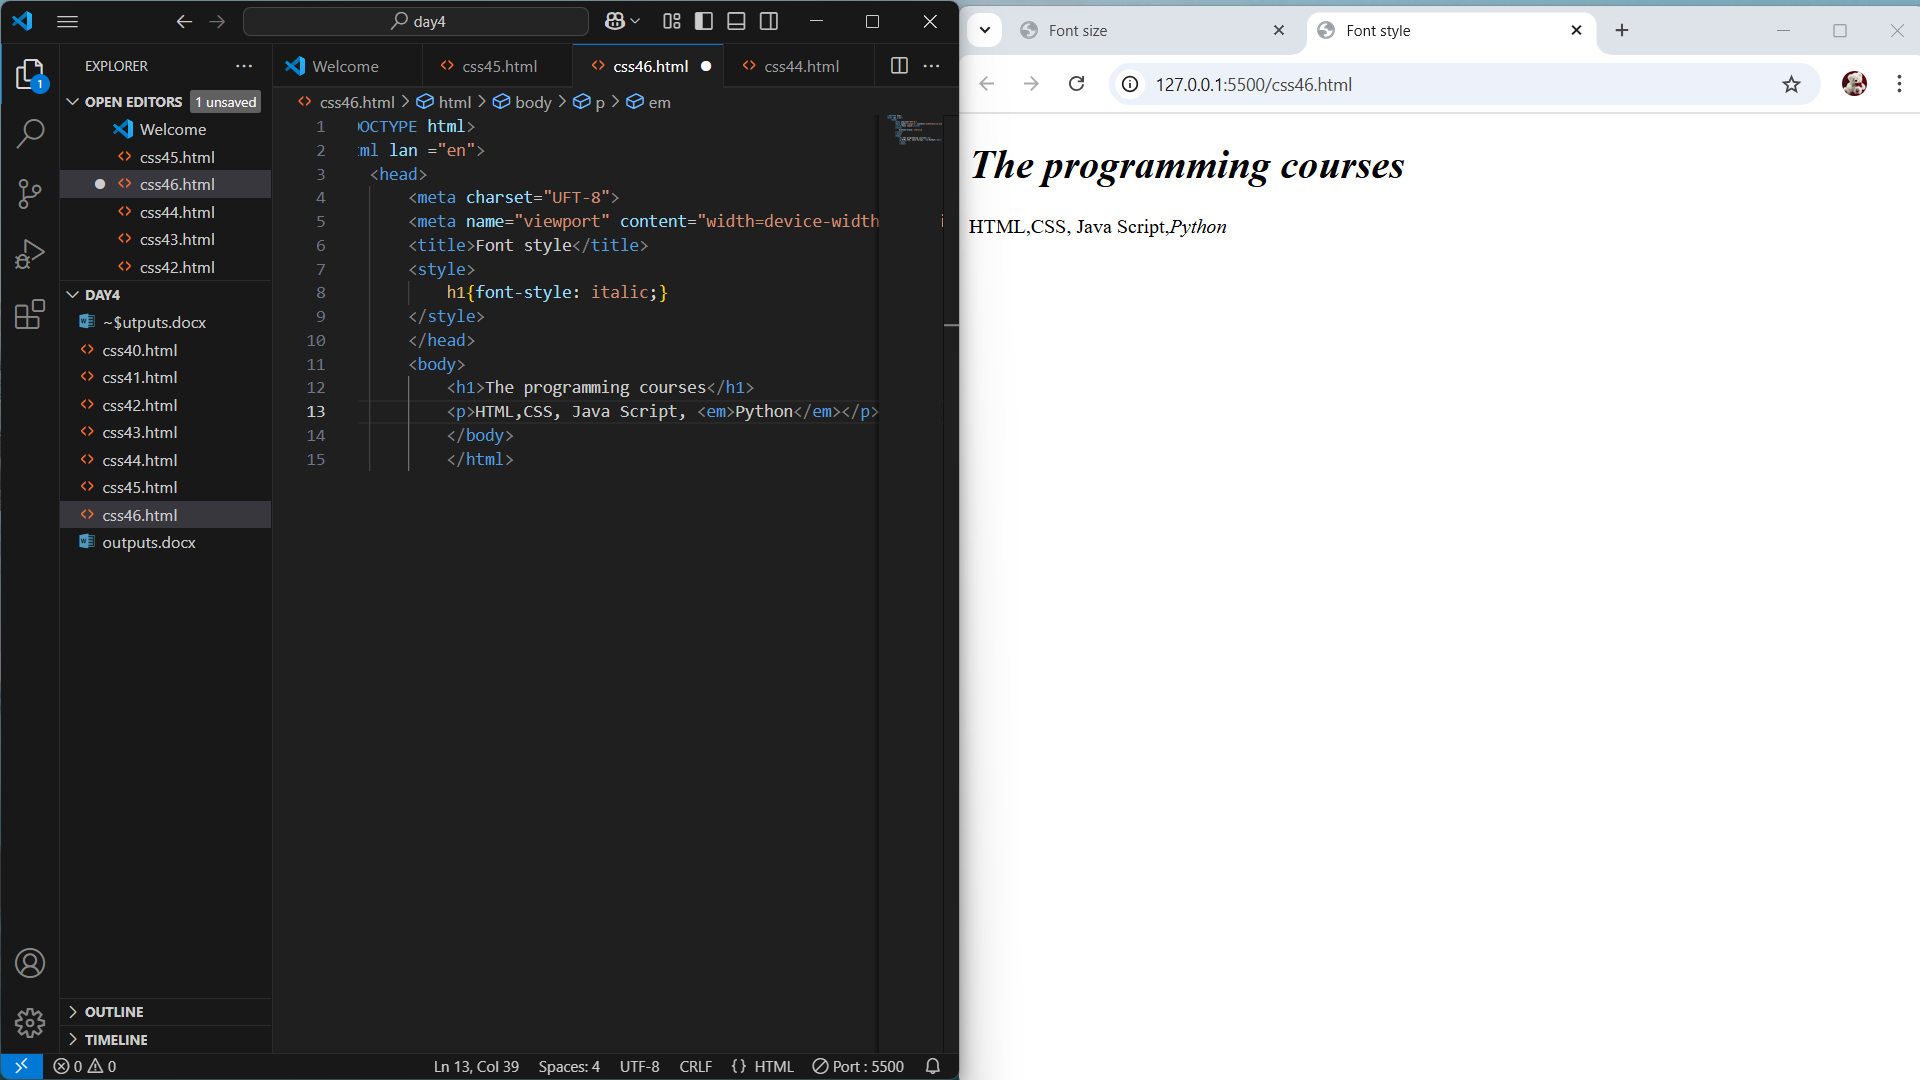 day4
EXPLORER
OPEN EDITORS 1 unsaved
Welcome
css45.html
css46.html
css44.html
css43.html
css42.html
DAY4
~$utputs.docx
css40.html
css41.html
css42.html
css43.html
css44.html
css45.html
css46.html
outputs.docx
OUTLINE
TIMELINE
1
Welcome css45.html css46.html css44.html
css46.html > html > body > p > em
1 OCTYPE html>
2 ml lan ="en">
3 <head>
4 <meta charset="UFT-8">
5 <meta name="viewport" content="width=device-width
6 <title>Font style</title>
7 <style>
8 h1{font-style: italic;}
9 </style>
10 </head>
11 <body>
12 <h1>The programming courses</h1>
13 <p>HTML,CSS, Java Script, <em>Python</em></p>
14 </body>
15 </html>
0 0 Ln 13, Col 39 Spaces: 4 UTF-8 CRLF {} HTML Port : 5500
Font size Font style
127.0.0.1:5500/css46.html
The programming courses
HTML,CSS, Java Script,Python